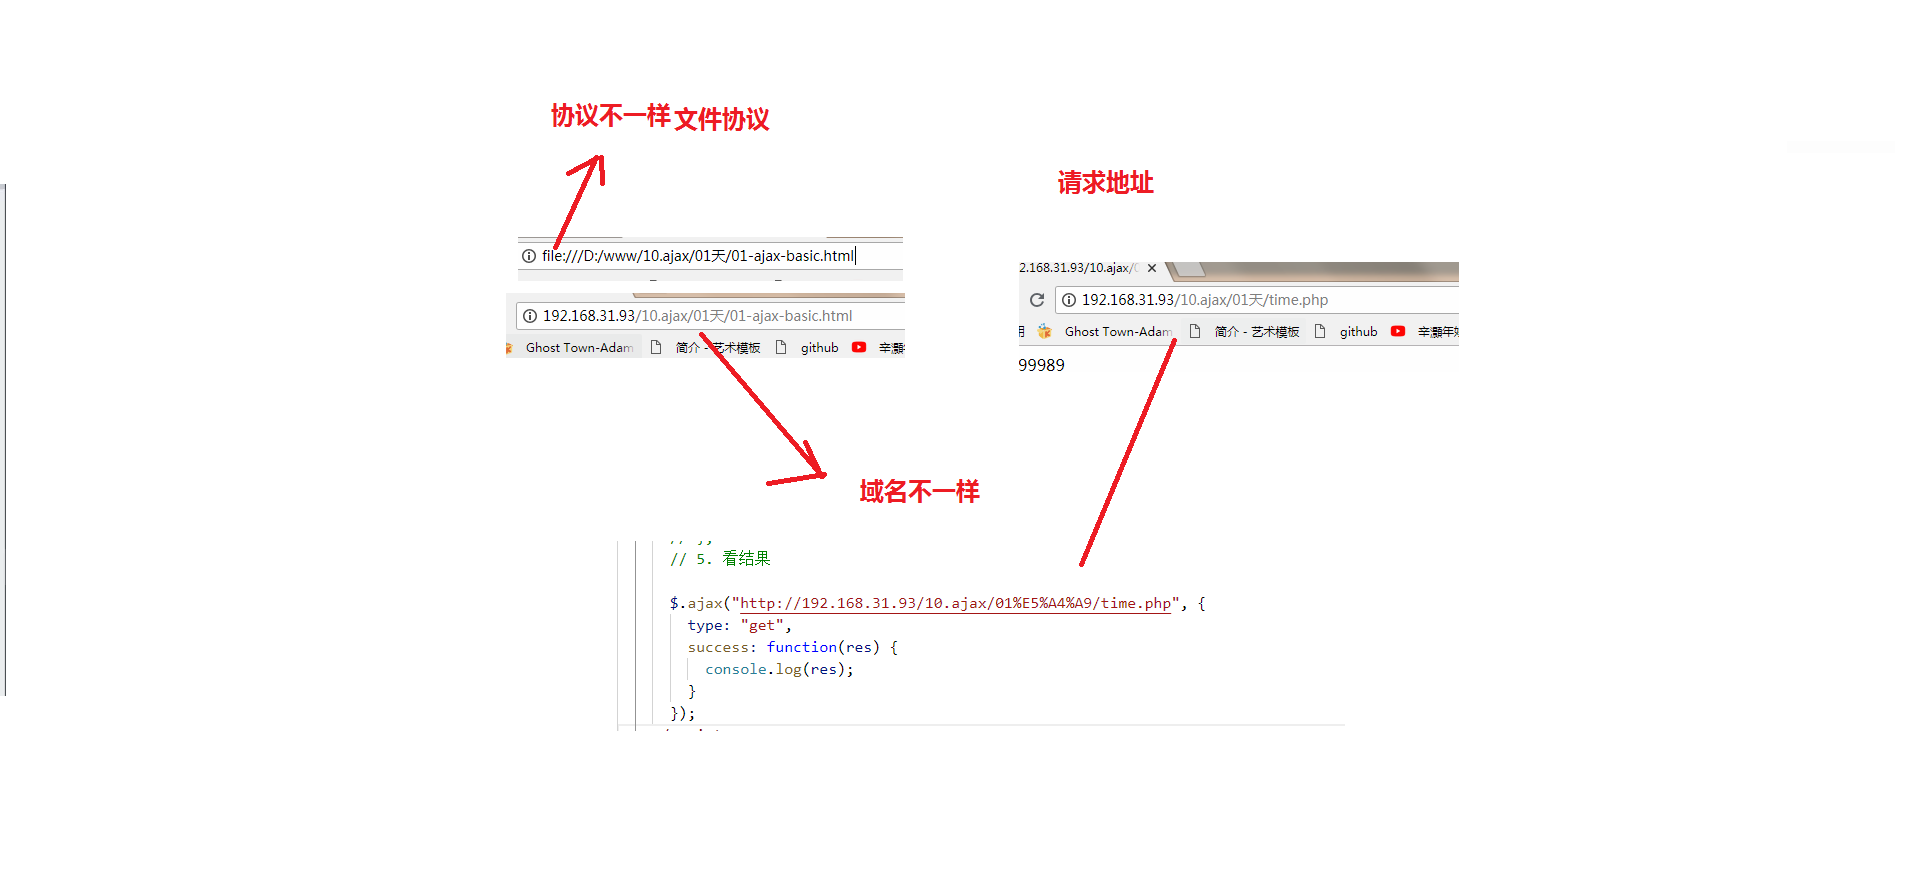 协议不一样 文件协议
请求地址
file:///D:/www/10.ajax/01天/01-ajax-basic.html
192.168.31.93/10.ajax/01天/01-ajax-basic.html
Ghost Town-Adam 简介 - 艺术模板 github 辛灏
2.168.31.93/10.ajax/0
192.168.31.93/10.ajax/01天/time.php
Ghost Town-Adam 简介 - 艺术模板 github 辛灏年
99989
域名不一样
// 5. 看结果
$.ajax("http://192.168.31.93/10.ajax/01%E5%A4%A9/time.php", {
type: "get",
success: function(res) {
console.log(res);
}
});